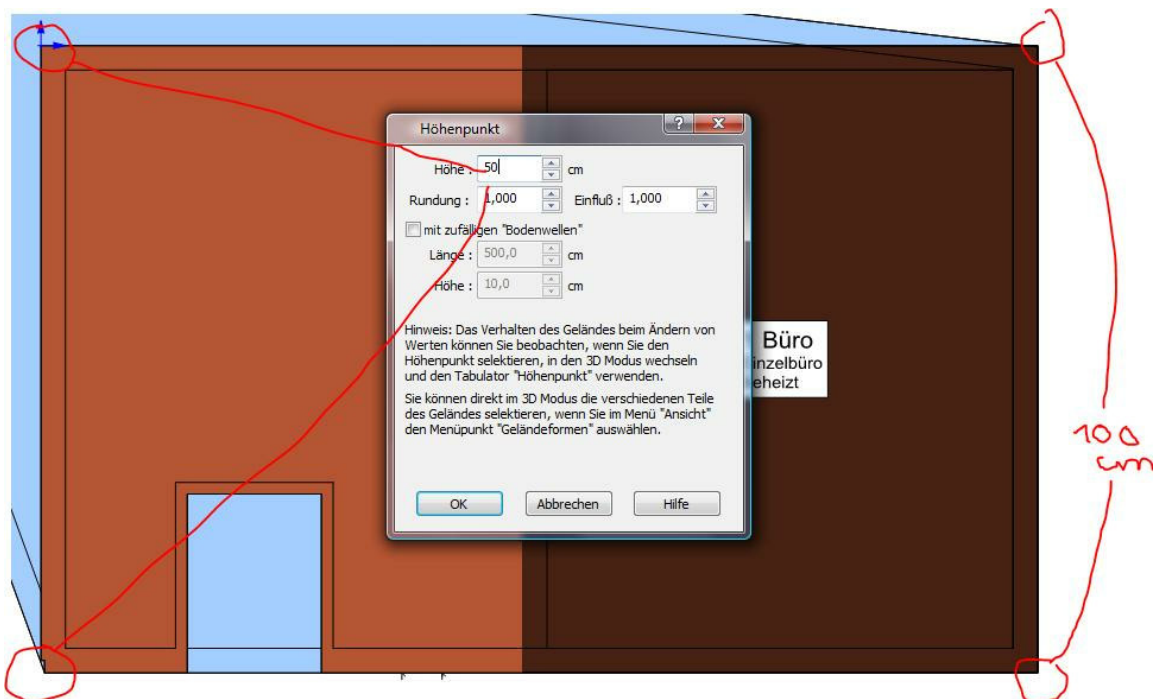 Höhenpunkt
Höhe : 50 cm
Rundung : 1,000 Einfluß : 1,000
mit zufälligen "Bodenwellen"
Länge : 500,0 cm
Höhe : 10,0 cm
Hinweis: Das Verhalten des Geländes beim Ändern von
Werten können Sie beobachten, wenn Sie den
Höhenpunkt selektieren, in den 3D Modus wechseln
und den Tabulator "Höhenpunkt" verwenden.
Sie können direkt im 3D Modus die verschiedenen Teile
des Geländes selektieren, wenn Sie im Menü "Ansicht"
den Menüpunkt "Geländeformen" auswählen.
OK Abbrechen Hilfe
Büro
inzelbüro
eheizt
100
cm